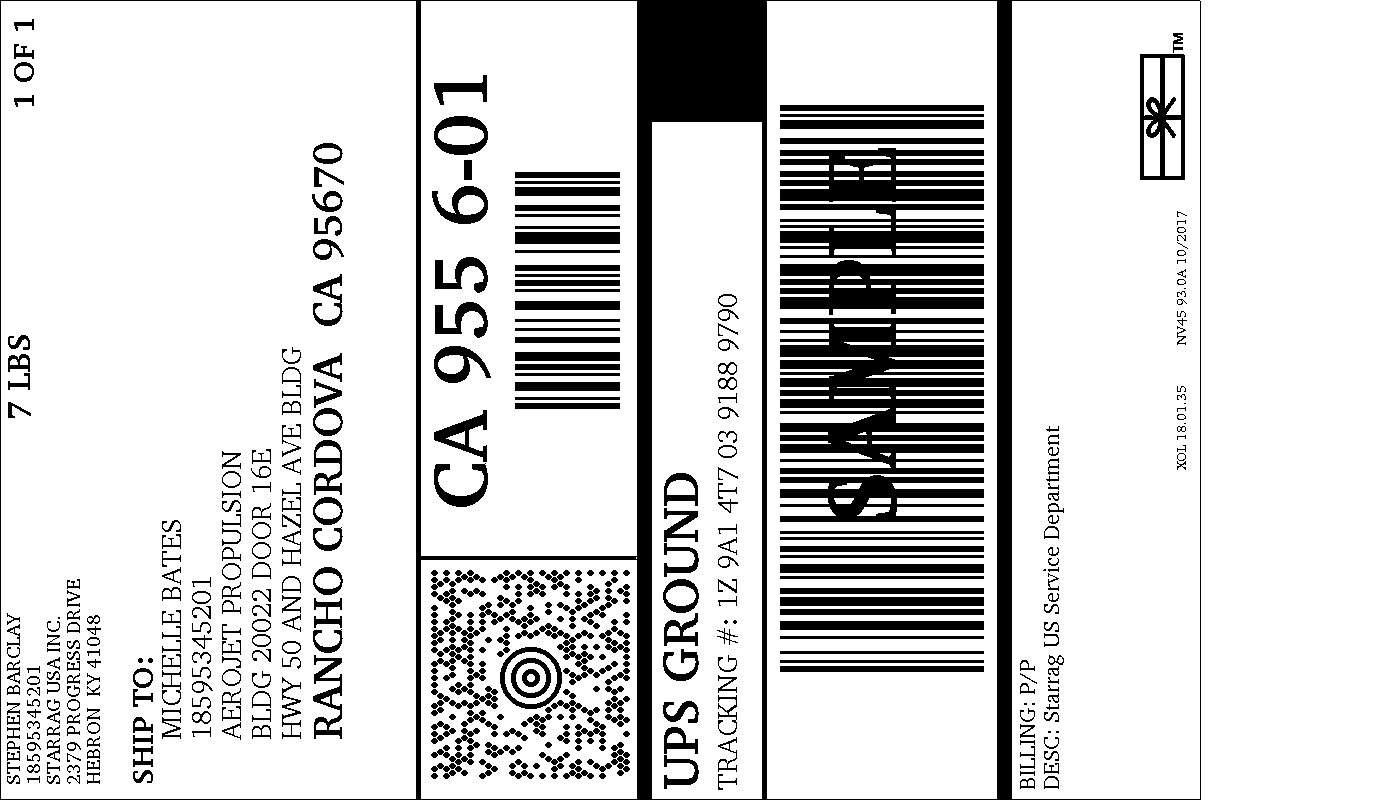 STEPHEN BARCLAY
18595345201
STARRAG USA INC.
2379 PROGRESS DRIVE
HEBRON KY 41048
7 LBS
1 OF 1
SHIP TO:
MICHELLE BATES
18595345201
AEROJET PROPULSION
BLDG 20022 DOOR 16E
HWY 50 AND HAZEL AVE BLDG
RANCHO CORDOVA CA 95670
CA 955 6-01
UPS GROUND
TRACKING #: 1Z 9A1 4T7 03 9188 9790
SAMPLE
BILLING: P/P
DESC: Starrag US Service Department
XOL 18.01.35 NV45 93.0A 10/2017
TM